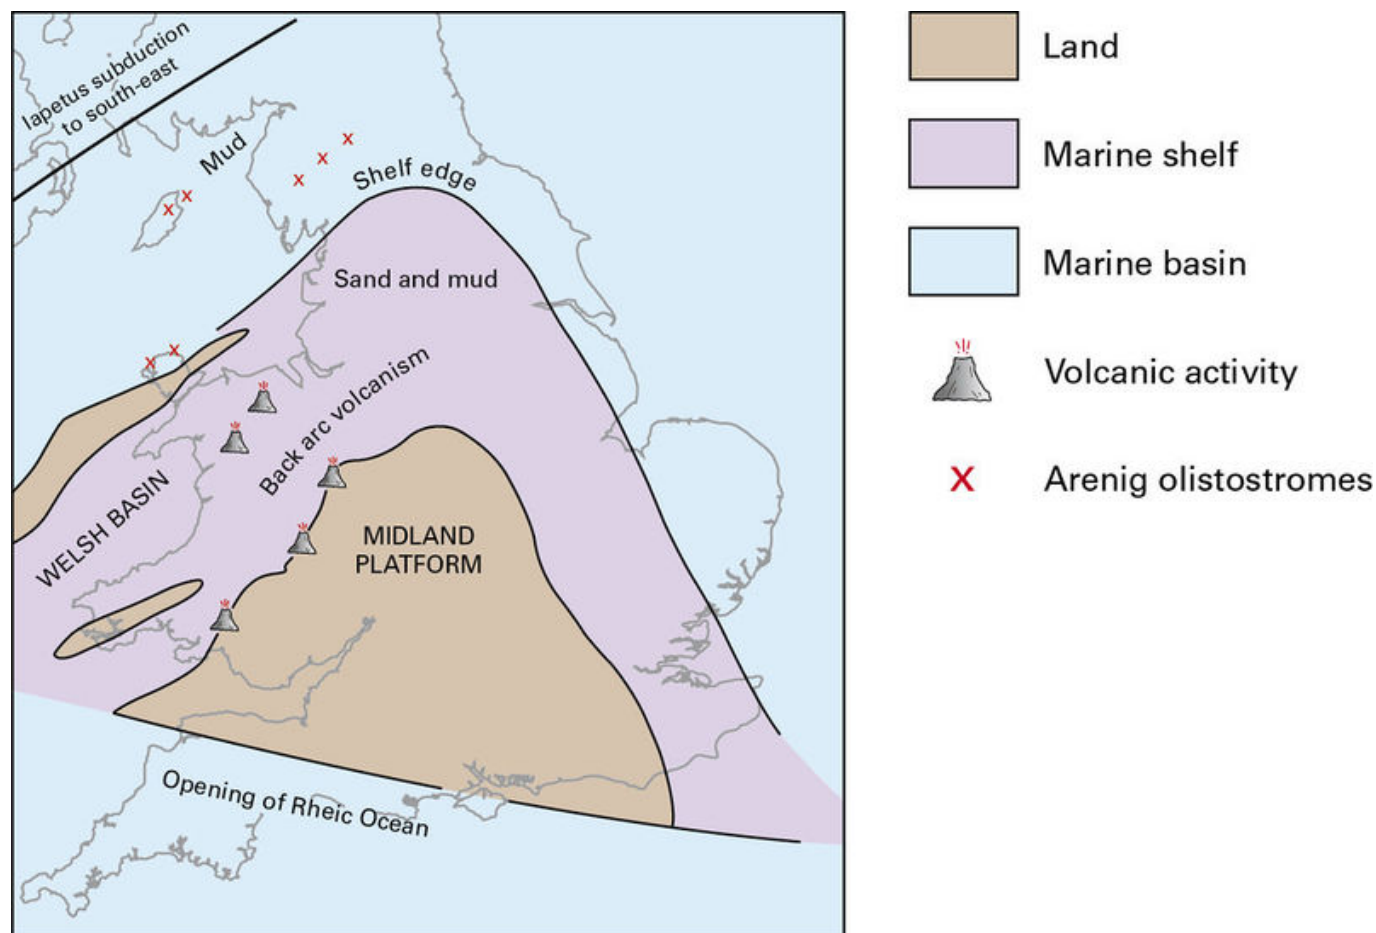 Iapetus subduction
to south-east
Mud
Shelf edge
Sand and mud
Back arc volcanism
WELSH BASIN
MIDLAND
PLATFORM
Opening of Rheic Ocean
Land
Marine shelf
Marine basin
Volcanic activity
x Arenig olistostromes